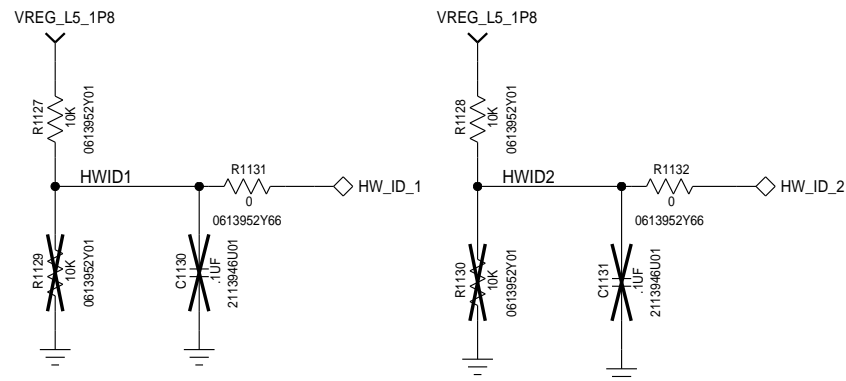 VREG_L5_1P8
VREG_L5_1P8
R1127
10K
0613952Y01
R1128
10K
0613952Y01
HWID1
R1131
0
0613952Y66
HW_ID_1
HWID2
R1132
0
0613952Y66
HW_ID_2
R1129
10K
0613952Y01
C1130
.1UF
2113946U01
R1130
10K
0613952Y01
C1131
.1UF
2113946U01